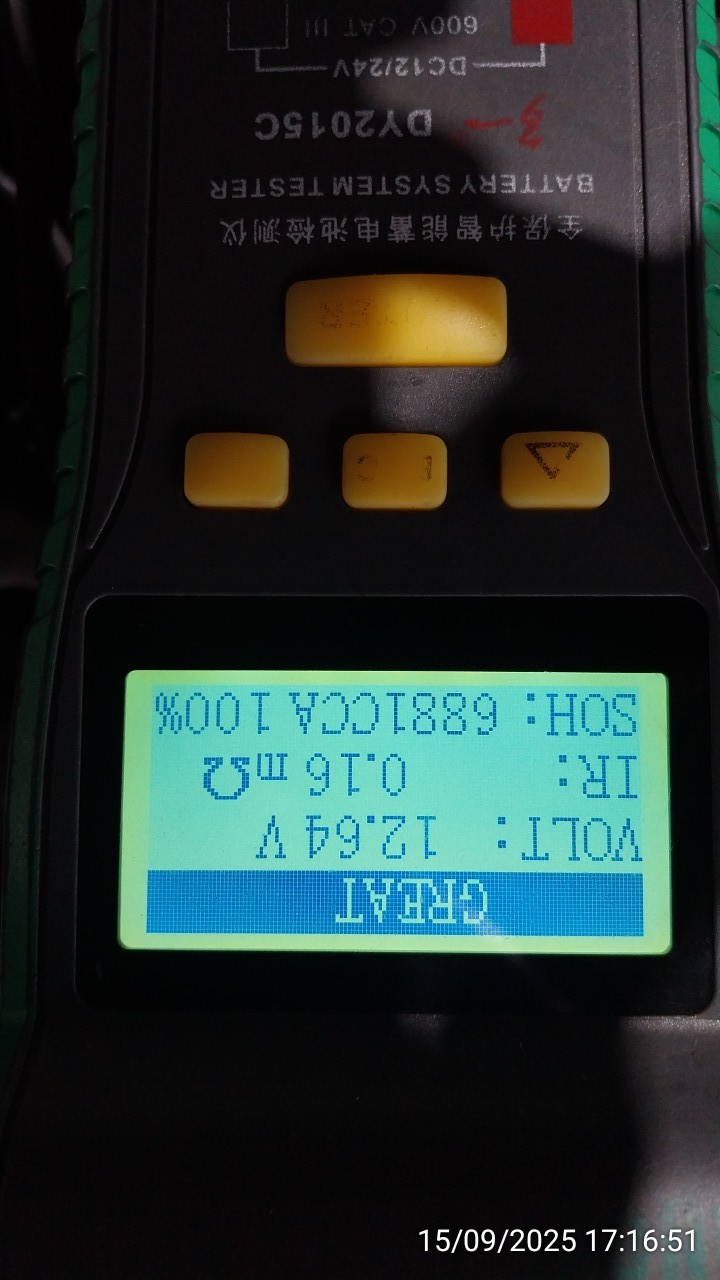 GREAT
VOLT: 12.64 V
IR: 0.16 mΩ
SOH: 6881CCA 100%
全保护智能蓄电池检测仪
BATTERY SYSTEM TESTER
DY2015C
DC12/24V
600V CAT III
15/09/2025 17:16:51